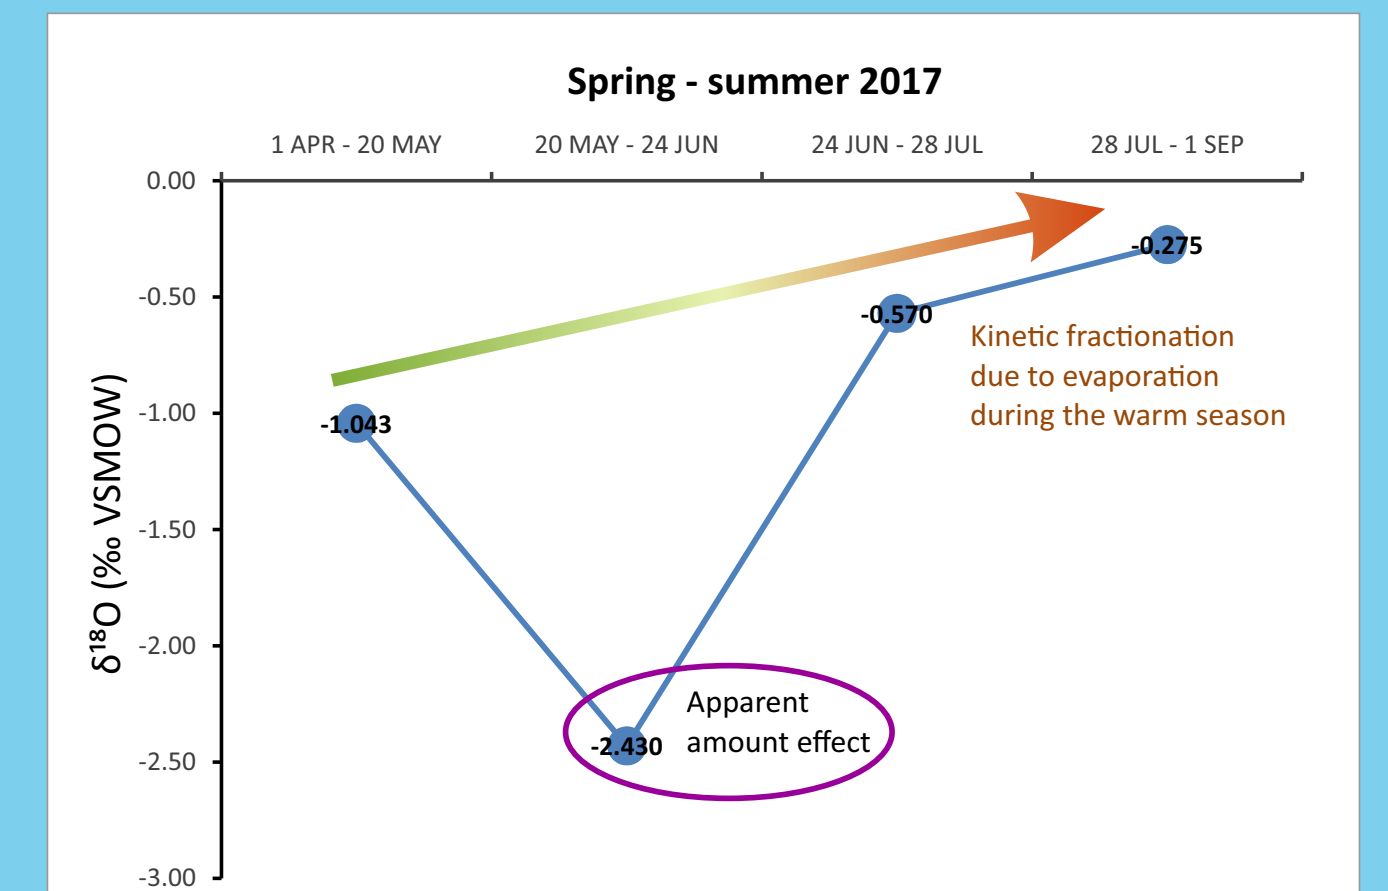 Spring - summer 2017
1 APR - 20 MAY 20 MAY - 24 JUN 24 JUN - 28 JUL 28 JUL - 1 SEP
0.00
-0.50
-1.00
-1.50
-2.00
-2.50
-3.00
δ¹⁸O (‰ VSMOW)
-1.043
-2.430
-0.570
-0.275
Kinetic fractionation
due to evaporation
during the warm season
Apparent
amount effect